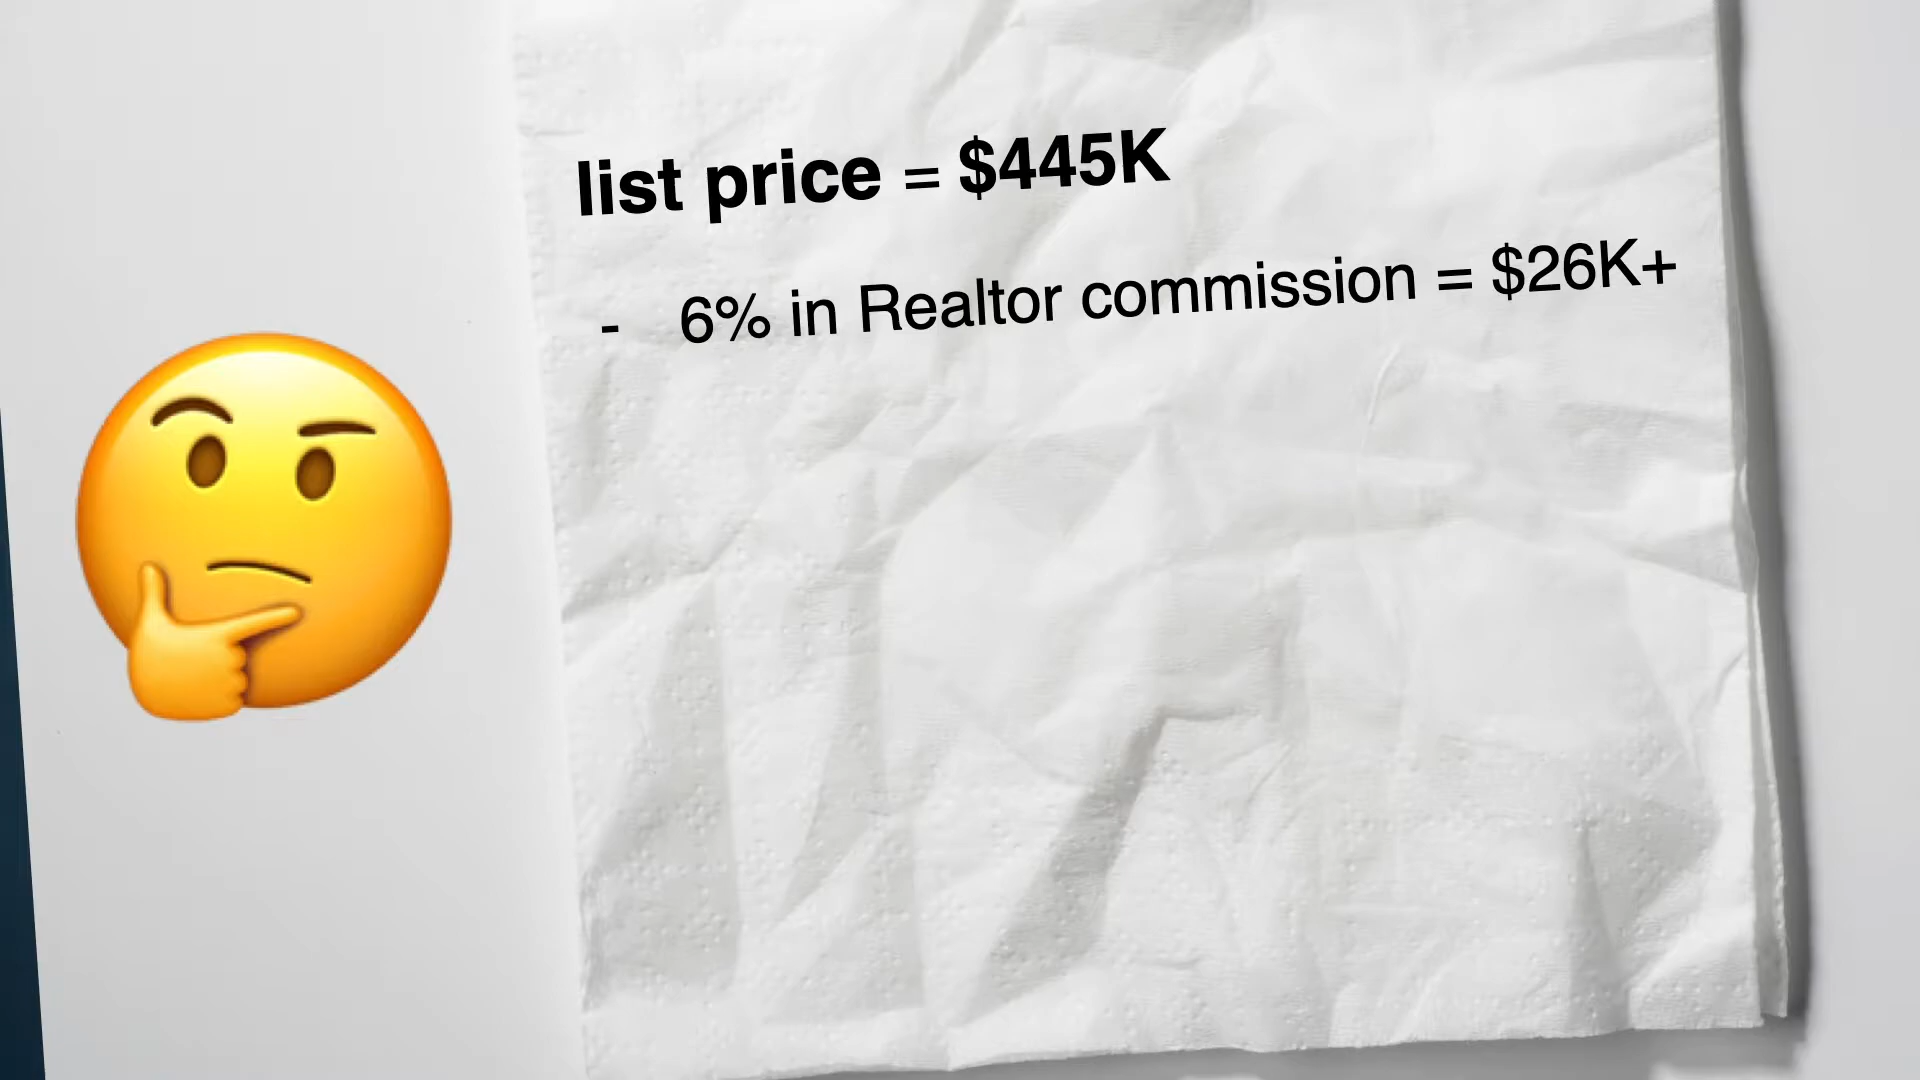 list price = $445K
- 6% in Realtor commission = $26K+